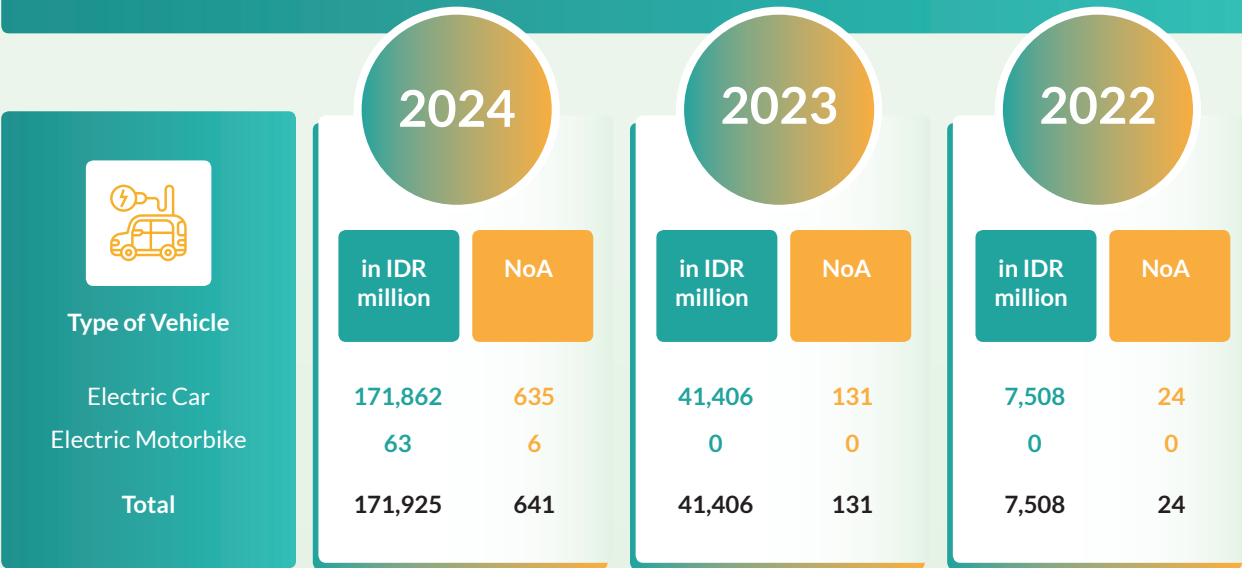 2024 2023 2022
Type of Vehicle
in IDR million NoA in IDR million NoA in IDR million NoA
Electric Car 171,862 635 41,406 131 7,508 24
Electric Motorbike 63 6 0 0 0 0
Total 171,925 641 41,406 131 7,508 24